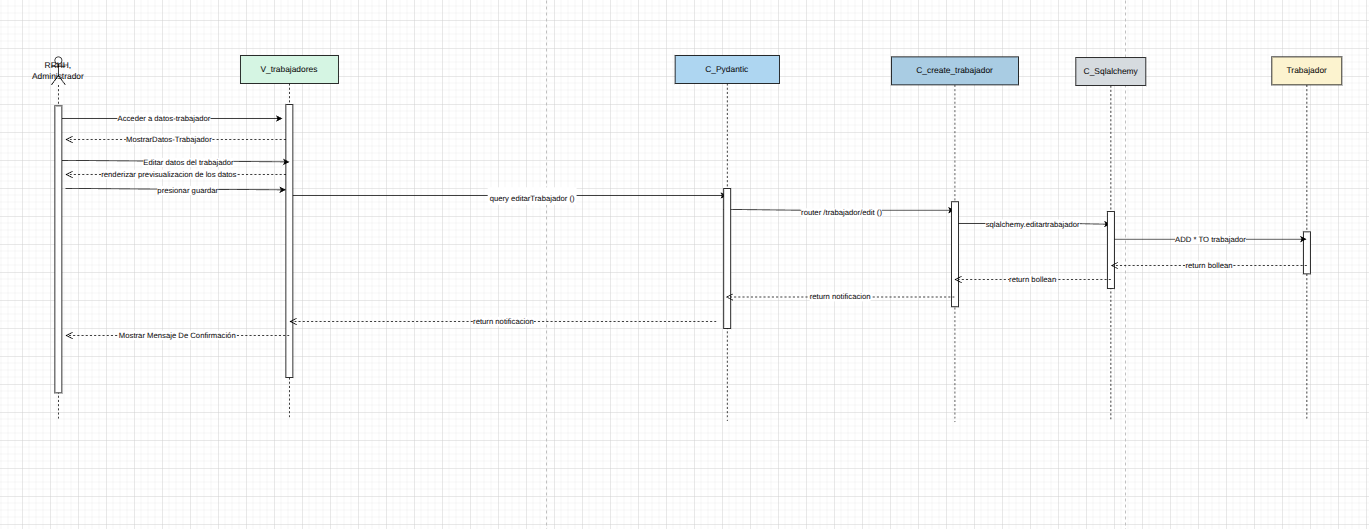 RRHH,
Administrador
V_trabajadores
C_Pydantic
C_create_trabajador
C_Sqlalchemy
Trabajador
Acceder a datos-trabajador
MostrarDatos-Trabajador
Editar datos del trabajador
renderizar previsualizacion de los datos
presionar guardar
query editarTrabajador ()
router /trabajador/edit ()
sqlalchemy.editartrabajador
ADD * TO trabajador
return bollean
return bollean
return notificacion
return notificacion
Mostrar Mensaje De Confirmación